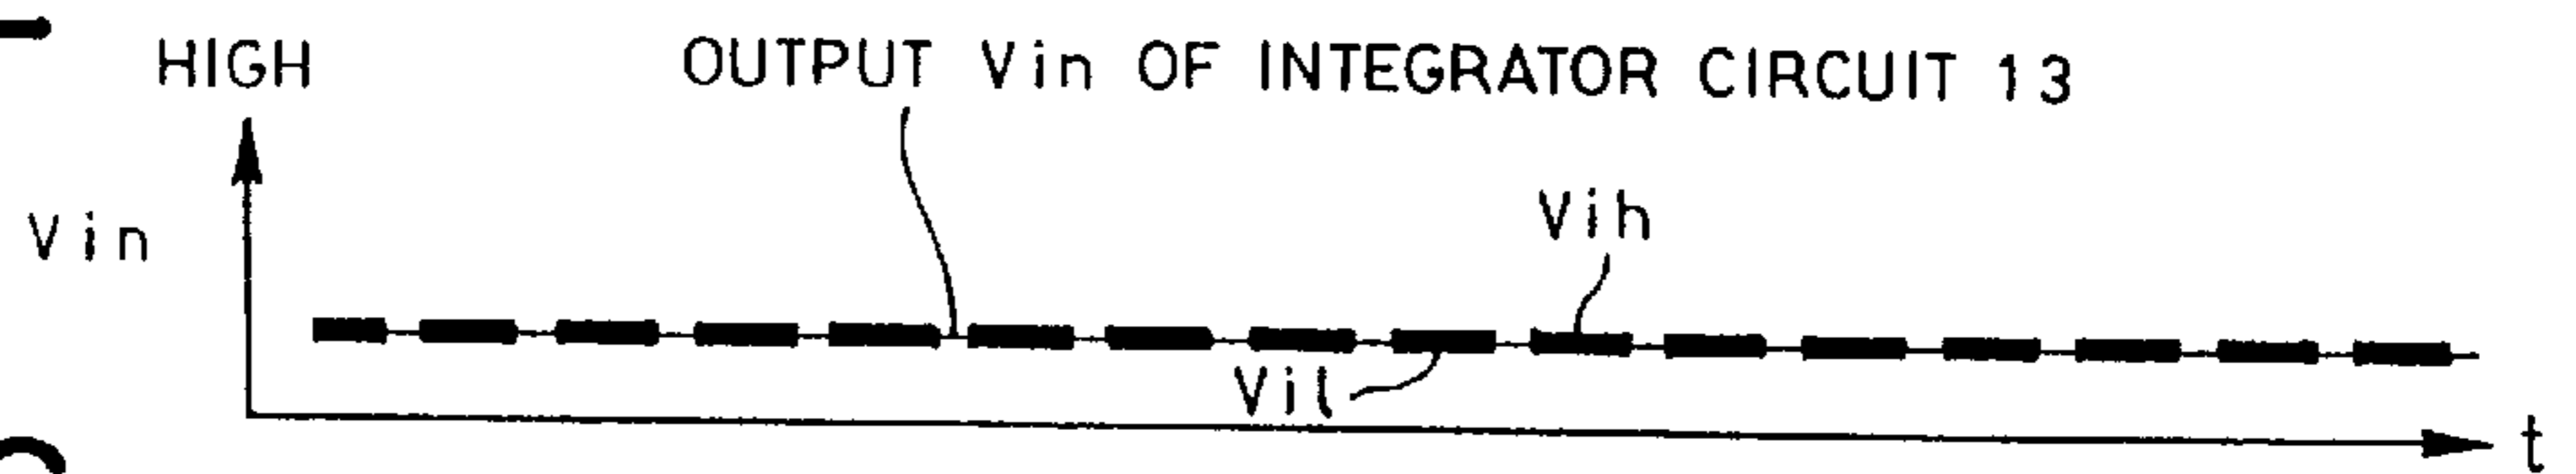 HIGH
OUTPUT Vin OF INTEGRATOR CIRCUIT 13
Vin
Vih
Vil
t